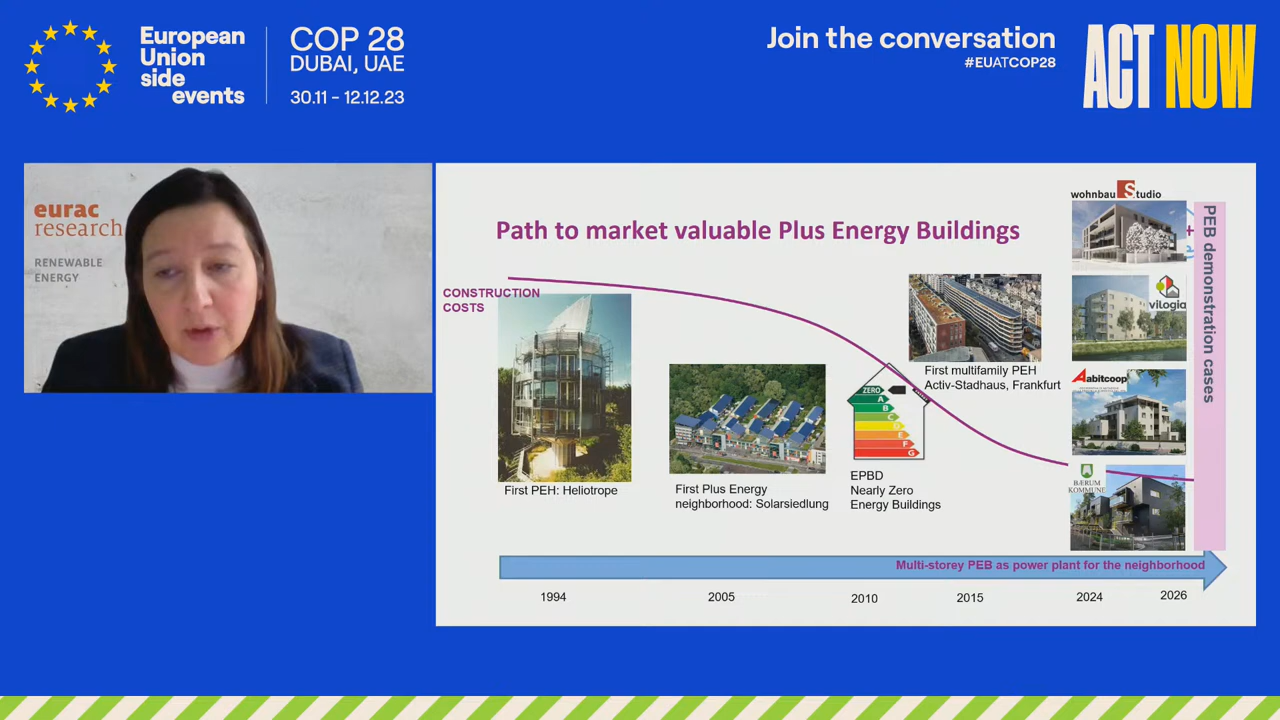 European
Union
side
events
COP 28
DUBAI, UAE
30.11 – 12.12.23
Join the conversation
#EUATCOP28
ACT NOW
eurac
research
RENEWABLE
ENERGY
Path to market valuable Plus Energy Buildings
CONSTRUCTION
COSTS
First PEH: Heliotrope
First Plus Energy
neighborhood: Solarsiedlung
ZERO
A
B
C
D
E
F
G
EPBD
Nearly Zero
Energy Buildings
First multifamily PEH
Activ-Stadhaus, Frankfurt
wohnbau Studio
vilogia
abitcoop
BÆRUM
KOMMUNE
PEB demonstration cases
Multi-storey PEB as power plant for the neighborhood
1994
2005
2010
2015
2024
2026